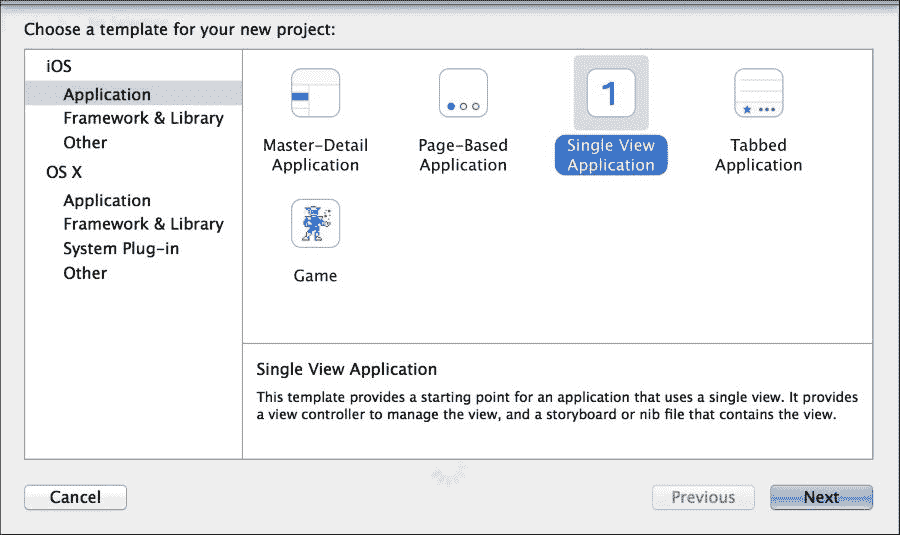 Choose a template for your new project:
iOS
Application
Framework & Library
Other
OS X
Application
Framework & Library
System Plug-in
Other
Master-Detail
Application
Page-Based
Application
1
Single View
Application
Tabbed
Application
Game
Single View Application
This template provides a starting point for an application that uses a single view. It provides
a view controller to manage the view, and a storyboard or nib file that contains the view.
Cancel
Previous
Next